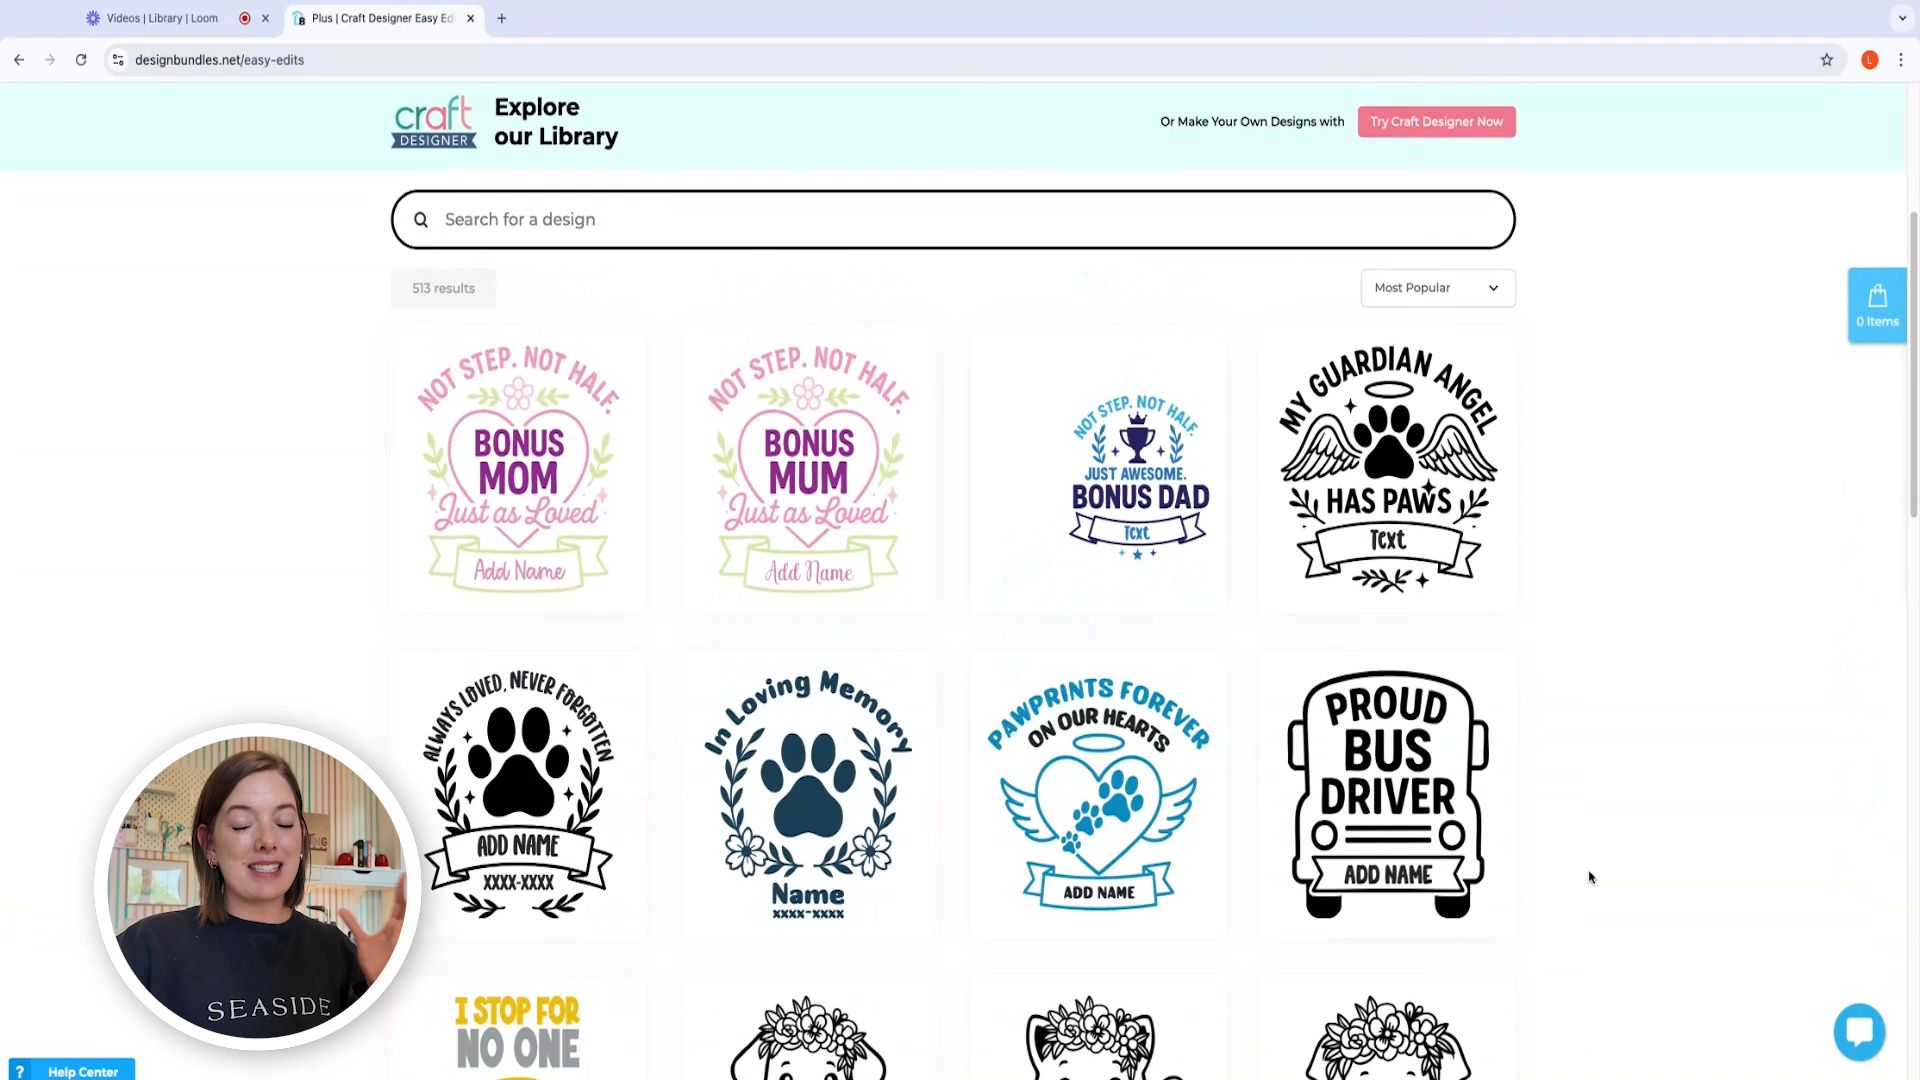 Videos | Library | Loom
Plus | Craft Designer Easy Ed
designbundles.net/easy-edits
craft
DESIGNER
Explore
our Library
Or Make Your Own Designs with
Try Craft Designer Now
Search for a design
513 results
Most Popular
0 Items
NOT STEP. NOT HALF.
BONUS
MOM
Just as Loved
Add Name
NOT STEP. NOT HALF.
BONUS
MUM
Just as Loved
Add Name
NOT STEP. NOT HALF.
JUST AWESOME.
BONUS DAD
Text
MY GUARDIAN ANGEL
HAS PAWS
Text
ALWAYS LOVED, NEVER FORGOTTEN
ADD NAME
XXXX-XXXX
In Loving Memory
Name
xxxx-xxxx
PAWPRINTS FOREVER
ON OUR HEARTS
ADD NAME
PROUD
BUS
DRIVER
ADD NAME
I STOP FOR
NO ONE
SEASIDE
? Help Center
L